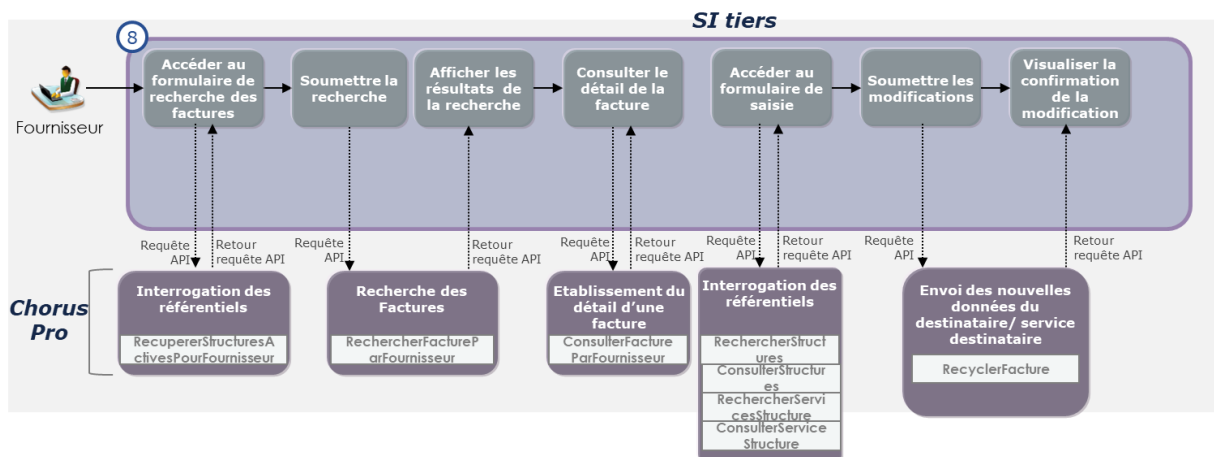 SI tiers
8
Accéder au
formulaire de
recherche des
factures
Soumettre la
recherche
Afficher les
résultats de
la recherche
Consulter le
détail de la
facture
Accéder au
formulaire de
saisie
Soumettre les
modifications
Visualiser la
confirmation
de la
modification
Fournisseur
Requête
API
Retour
requête API
Requête
API
Retour
requête API
Requête
API
Retour
requête API
Requête
API
Retour
requête API
Requête
API
Retour
requête API
Chorus
Pro
Interrogation des
référentiels
RecupererStructuresA
ctivesPourFournisseur
Recherche des
Factures
RechercherFactureP
arFournisseur
Etablissement du
détail d’une
facture
ConsulterFacture
ParFournisseur
Interrogation des
référentiels
RechercherStruct
ures
ConsulterStructur
es
RechercherServi
cesStructure
ConsulterService
Structure
Envoi des nouvelles
données du
destinataire/ service
destinataire
RecyclerFacture